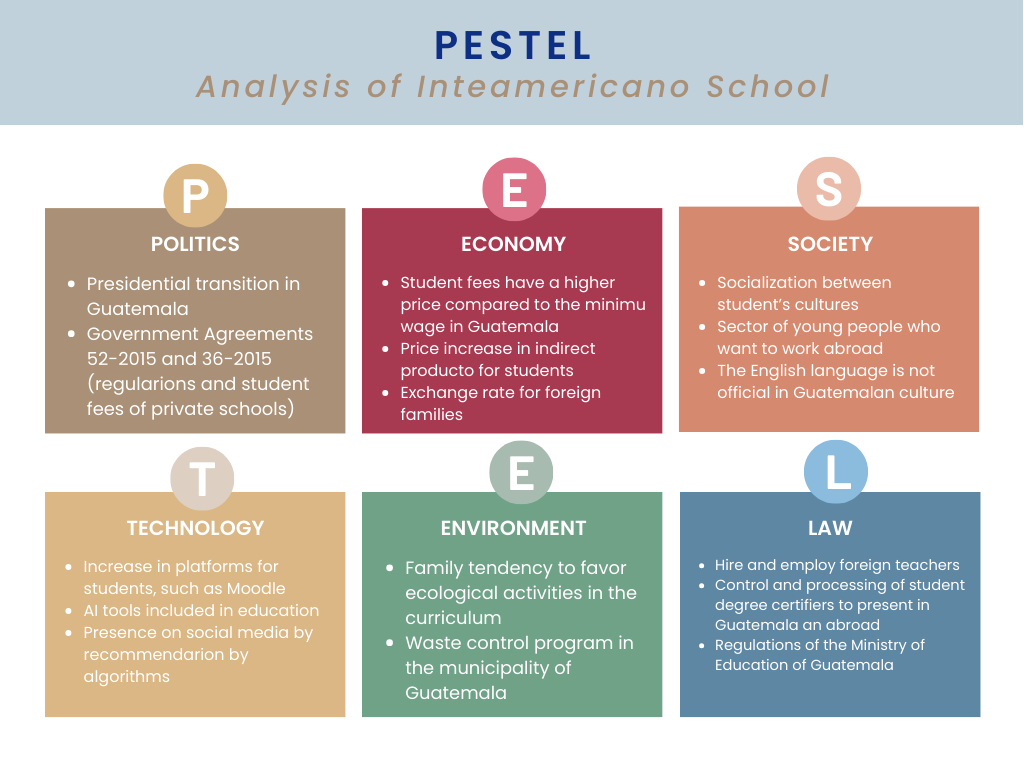 PESTEL
Analysis of Inteamericano School
P
POLITICS
• Presidential transition in
Guatemala
• Government Agreements
52-2015 and 36-2015
(regularions and student
fees of private schools)
E
ECONOMY
• Student fees have a higher
price compared to the minimu
wage in Guatemala
• Price increase in indirect
producto for students
• Exchange rate for foreign
families
S
SOCIETY
• Socialization between
student's cultures
• Sector of young people who
want to work abroad
• The English language is not
official in Guatemalan culture
T
TECHNOLOGY
• Increase in platforms for
students, such as Moodle
• AI tools included in education
• Presence on social media by
recommendarion by
algorithms
E
ENVIRONMENT
• Family tendency to favor
ecological activities in the
curriculum
• Waste control program in
the municipality of
Guatemala
L
LAW
• Hire and employ foreign teachers
• Control and processing of student
degree certifiers to present in
Guatemala an abroad
• Regulations of the Ministry of
Education of Guatemala